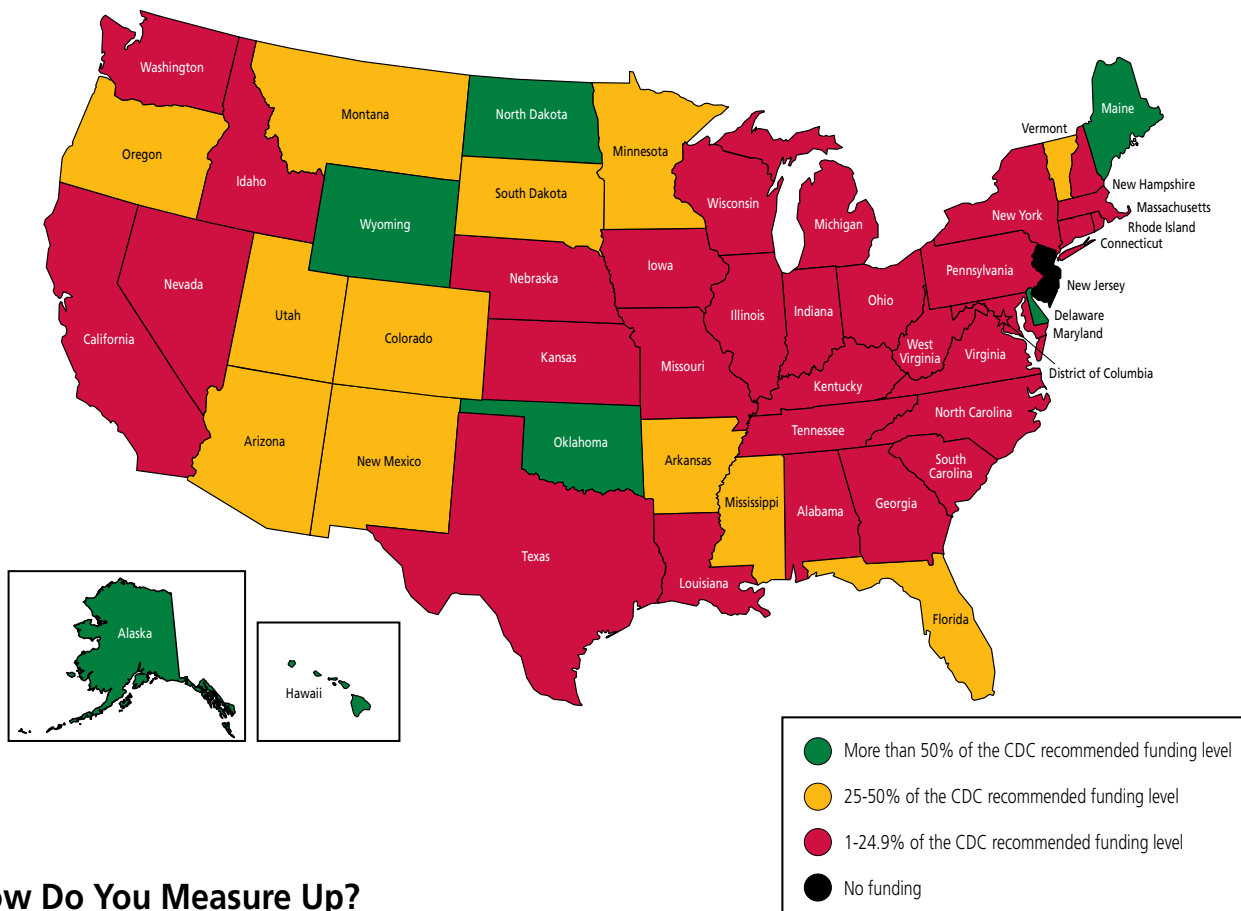 Washington
Montana
North Dakota
Minnesota
Maine
Vermont
Oregon
Idaho
South Dakota
Wyoming
Wisconsin
Michigan
New York
New Hampshire
Massachusetts
Rhode Island
Connecticut
Nevada
Nebraska
Iowa
Pennsylvania
New Jersey
California
Utah
Colorado
Kansas
Missouri
Illinois
Indiana
Ohio
West
Virginia
Virginia
Delaware
Maryland
District of Columbia
Kentucky
Arizona
New Mexico
Oklahoma
Arkansas
Tennessee
North Carolina
South
Carolina
Mississippi
Alabama
Georgia
Texas
Louisiana
Florida
Alaska
Hawaii
More than 50% of the CDC recommended funding level
25-50% of the CDC recommended funding level
1-24.9% of the CDC recommended funding level
No funding
ow Do You Measure Up?